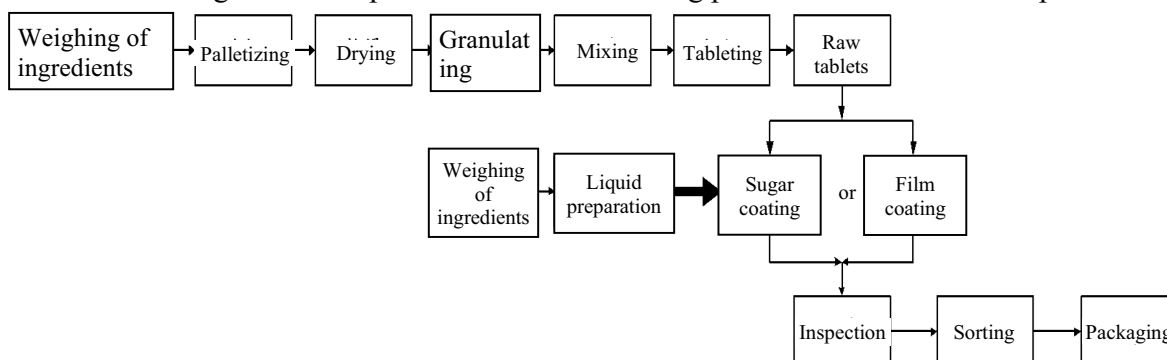 Weighing of
ingredients
Palletizing
Drying
Granulat
ing
Mixing
Tableting
Raw
tablets
Weighing
of
ingredients
Liquid
preparation
Sugar
coating
or
Film
coating
Inspection
Sorting
Packaging